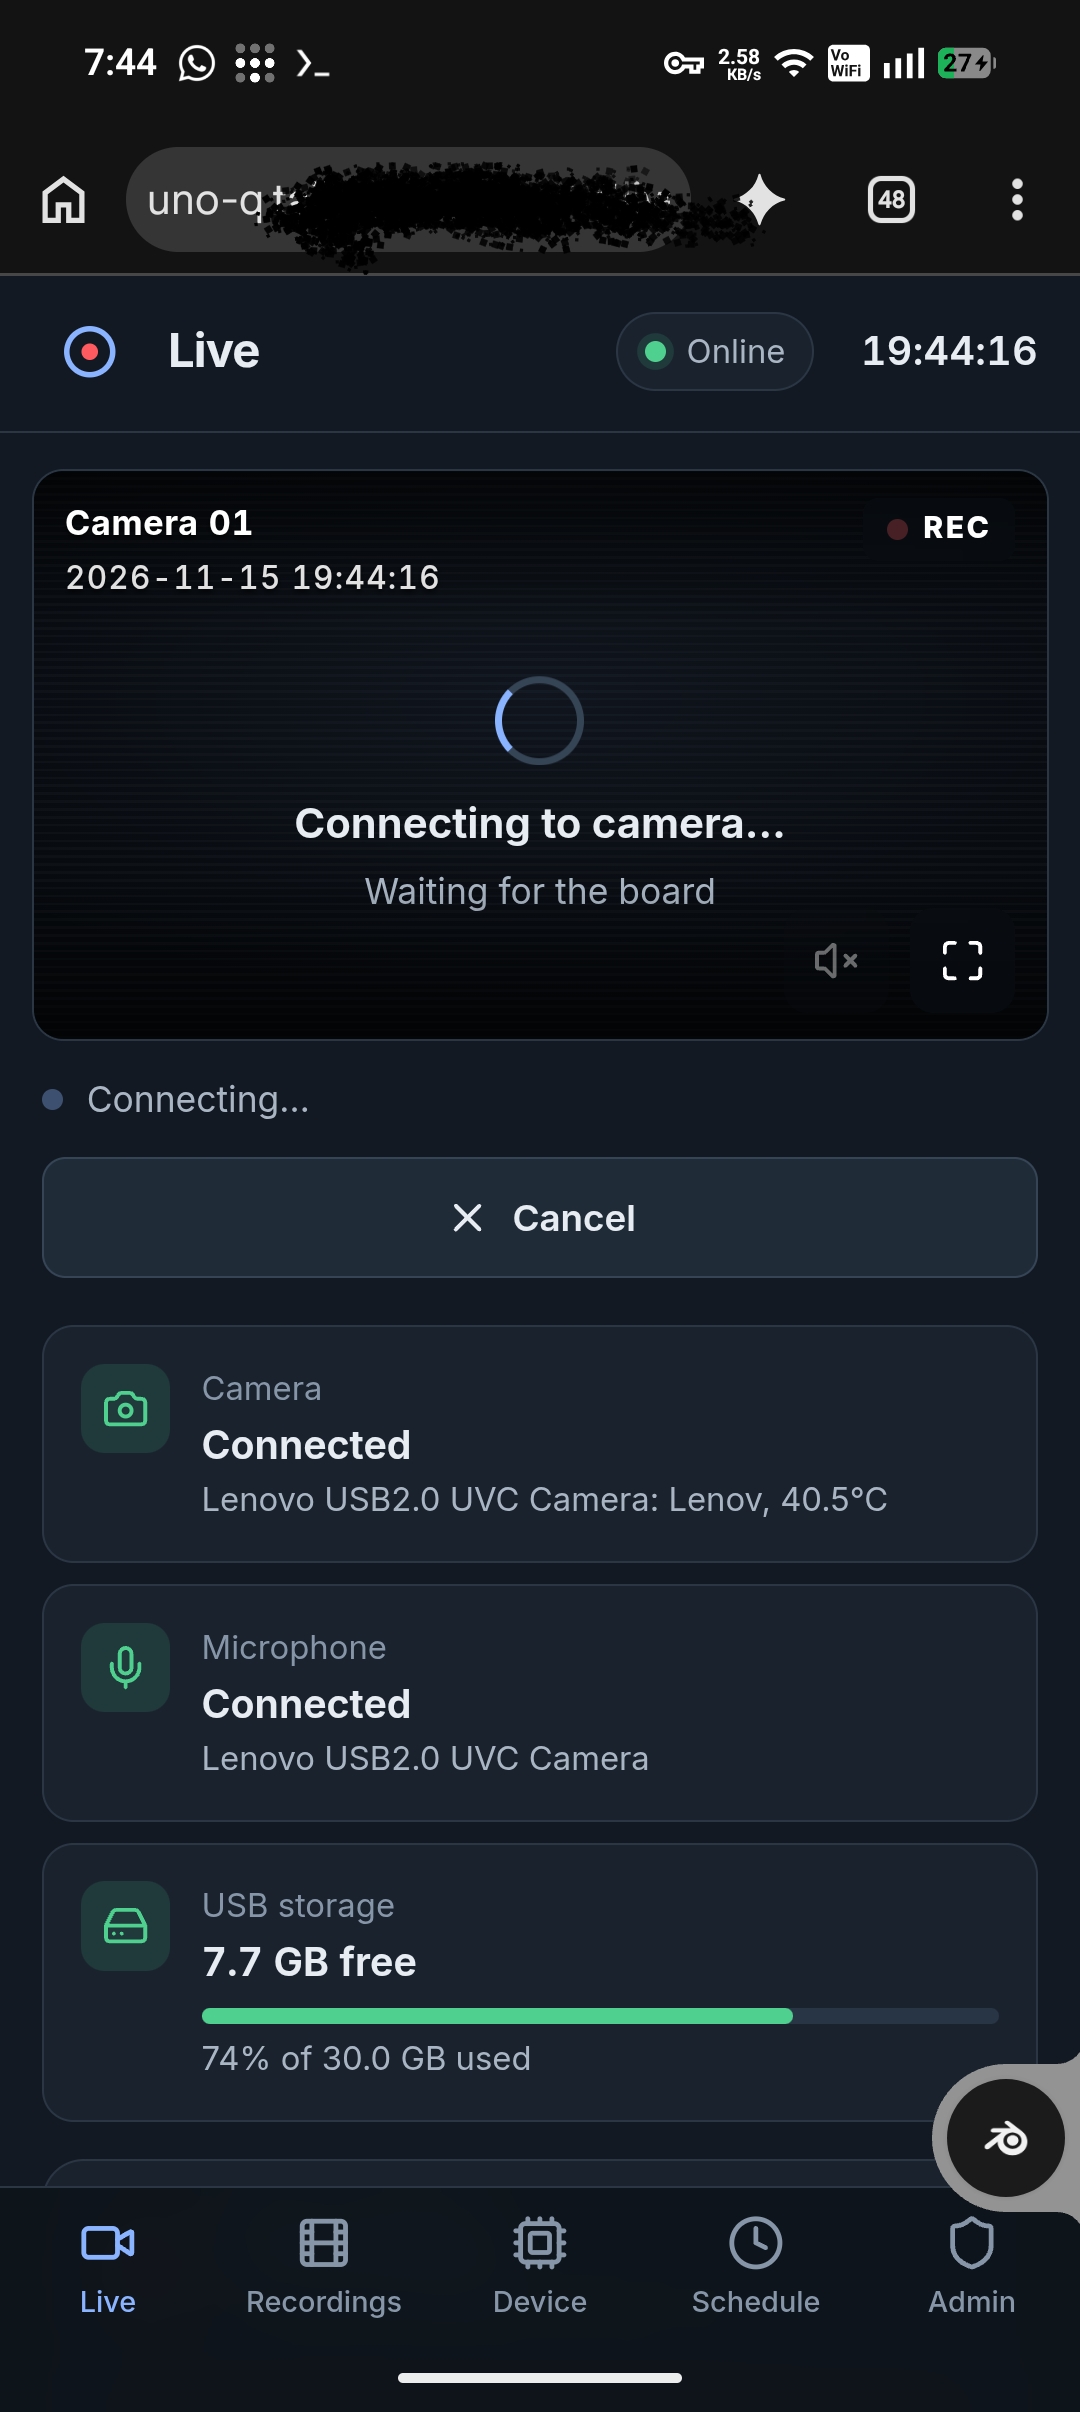 7:44
2.58
KB/s
Vo
WiFi
27
uno-q
48
Live
Online
19:44:16
Camera 01
REC
2026-11-15 19:44:16
Connecting to camera...
Waiting for the board
Connecting...
Cancel
Camera
Connected
Lenovo USB2.0 UVC Camera: Lenov, 40.5°C
Microphone
Connected
Lenovo USB2.0 UVC Camera
USB storage
7.7 GB free
74% of 30.0 GB used
Live
Recordings
Device
Schedule
Admin